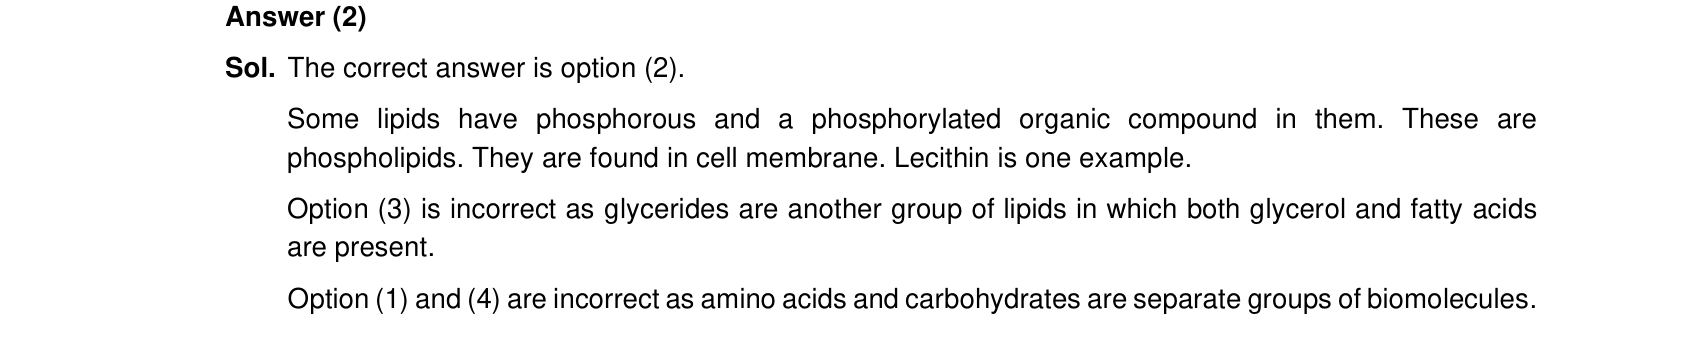 Answer (2)
Sol. The correct answer is option (2).
Some lipids have phosphorous and a phosphorylated organic compound in them. These are
phospholipids. They are found in cell membrane. Lecithin is one example.
Option (3) is incorrect as glycerides are another group of lipids in which both glycerol and fatty acids
are present.
Option (1) and (4) are incorrect as amino acids and carbohydrates are separate groups of biomolecules.